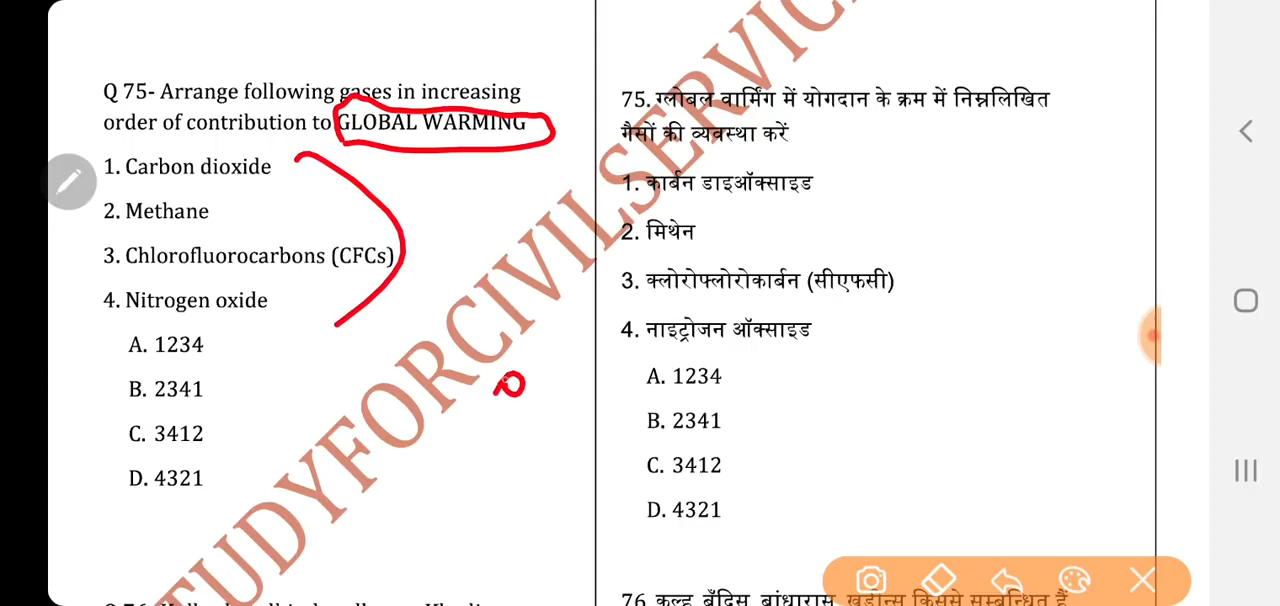 Q 75- Arrange following gases in increasing
order of contribution to GLOBAL WARMING
1. Carbon dioxide
2. Methane
3. Chlorofluorocarbons (CFCs)
4. Nitrogen oxide
A. 1234
B. 2341
C. 3412
D. 4321
75. ग्लोबल वार्मिंग में योगदान के क्रम में निम्नलिखित
गैसों की व्यवस्था करें
1. कार्बन डाइऑक्साइड
2. मिथेन
3. क्लोरोफ्लोरोकार्बन (सीएफसी)
4. नाइट्रोजन ऑक्साइड
A. 1234
B. 2341
C. 3412
D. 4321
STUDYFORCIVILSERVIC